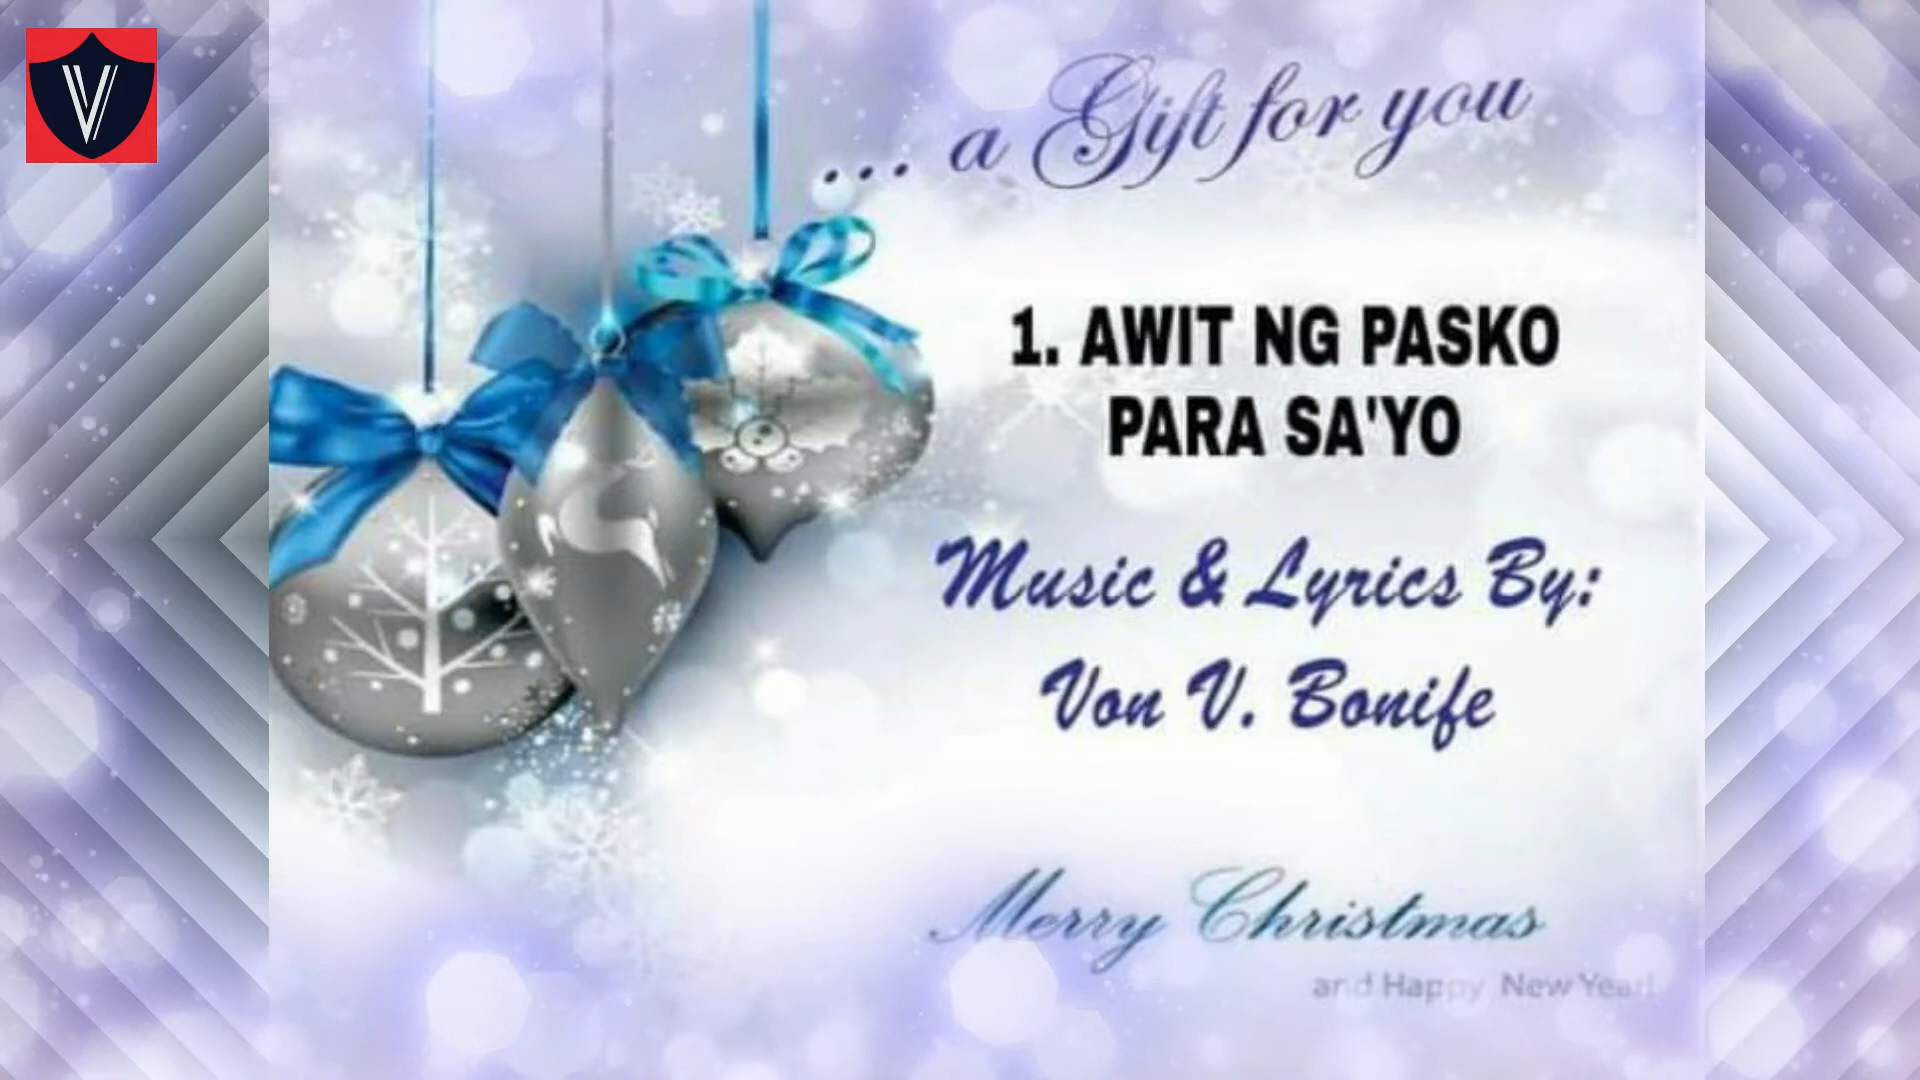 ... a Gift for you
1. AWIT NG PASKO
PARA SA'YO
Music & Lyrics By:
Von V. Bonife
Merry Christmas
and Happy New Year!
V